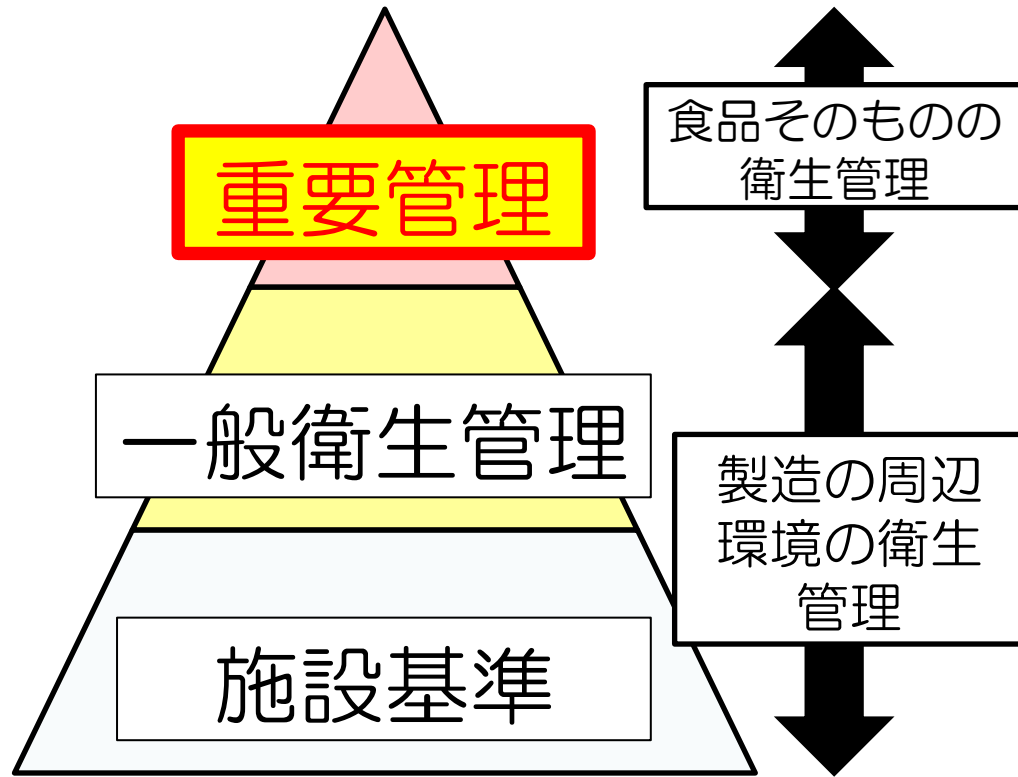 重要管理
食品そのものの
衛生管理
一般衛生管理
製造の周辺
環境の衛生
管理
施設基準